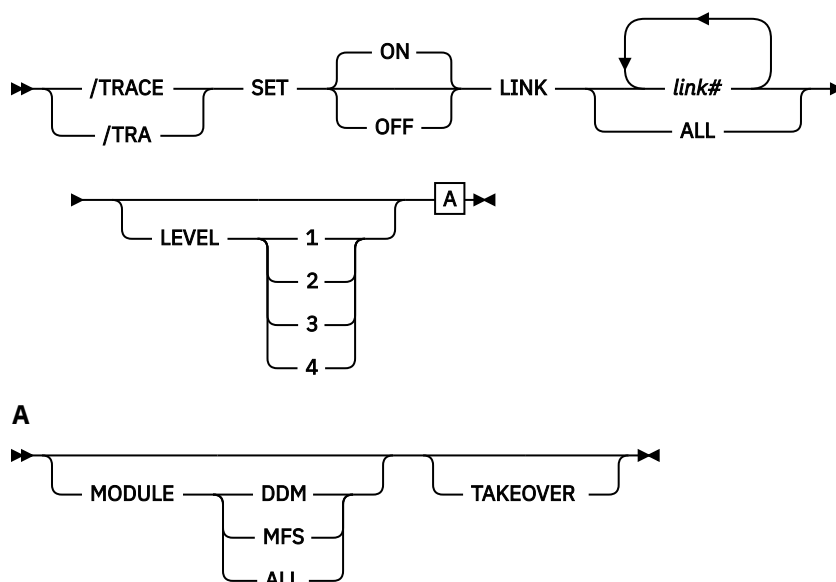 ON
/TRACE SET LINK link#
/TRA OFF ALL
A
LEVEL 1
2
3
4
A
MODULE DDM TAKEOVER
MFS
ALL